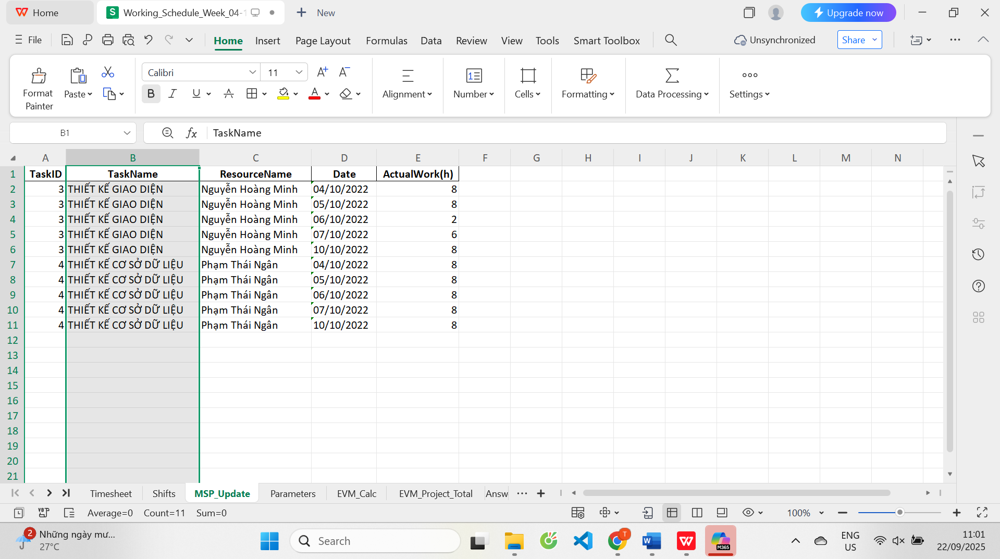 Home
Working_Schedule_Week_04-1
New
Upgrade now
File
Home Insert Page Layout Formulas Data Review View Tools Smart Toolbox
Unsynchronized
Share
Format Painter
Paste
Calibri
11
Alignment
Number
Cells
Formatting
Data Processing
Settings
B1
fx
TaskName
A B C D E F G H I J K L M N
1 TaskID TaskName ResourceName Date ActualWork(h)
2 3 THIẾT KẾ GIAO DIỆN Nguyễn Hoàng Minh 04/10/2022 8
3 3 THIẾT KẾ GIAO DIỆN Nguyễn Hoàng Minh 05/10/2022 8
4 3 THIẾT KẾ GIAO DIỆN Nguyễn Hoàng Minh 06/10/2022 2
5 3 THIẾT KẾ GIAO DIỆN Nguyễn Hoàng Minh 07/10/2022 6
6 3 THIẾT KẾ GIAO DIỆN Nguyễn Hoàng Minh 10/10/2022 8
7 4 THIẾT KẾ CƠ SỞ DỮ LIỆU Phạm Thái Ngân 04/10/2022 8
8 4 THIẾT KẾ CƠ SỞ DỮ LIỆU Phạm Thái Ngân 05/10/2022 8
9 4 THIẾT KẾ CƠ SỞ DỮ LIỆU Phạm Thái Ngân 06/10/2022 8
10 4 THIẾT KẾ CƠ SỞ DỮ LIỆU Phạm Thái Ngân 07/10/2022 8
11 4 THIẾT KẾ CƠ SỞ DỮ LIỆU Phạm Thái Ngân 10/10/2022 8
12
13
14
15
16
17
18
19
20
21
Timesheet Shifts MSP_Update Parameters EVM_Calc EVM_Project_Total Answ
Average=0 Count=11 Sum=0
100%
2
Những ngày mư...
27°C
Search
T
M365
ENG
US
11:01
22/09/2025